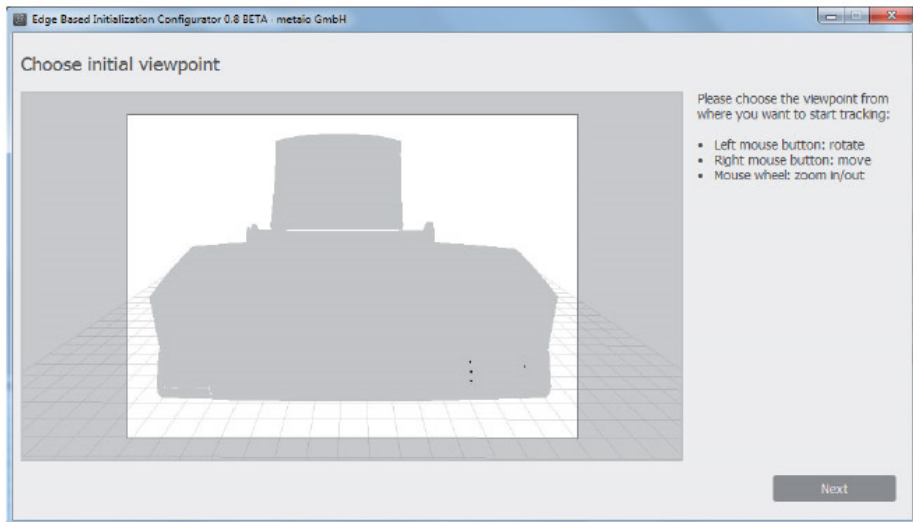 Edge Based Initialization Configurator 0.8 BETA - metaio GmbH
Choose initial viewpoint
Please choose the viewpoint from
where you want to start tracking:
• Left mouse button: rotate
• Right mouse button: move
• Mouse wheel: zoom in/out
Next